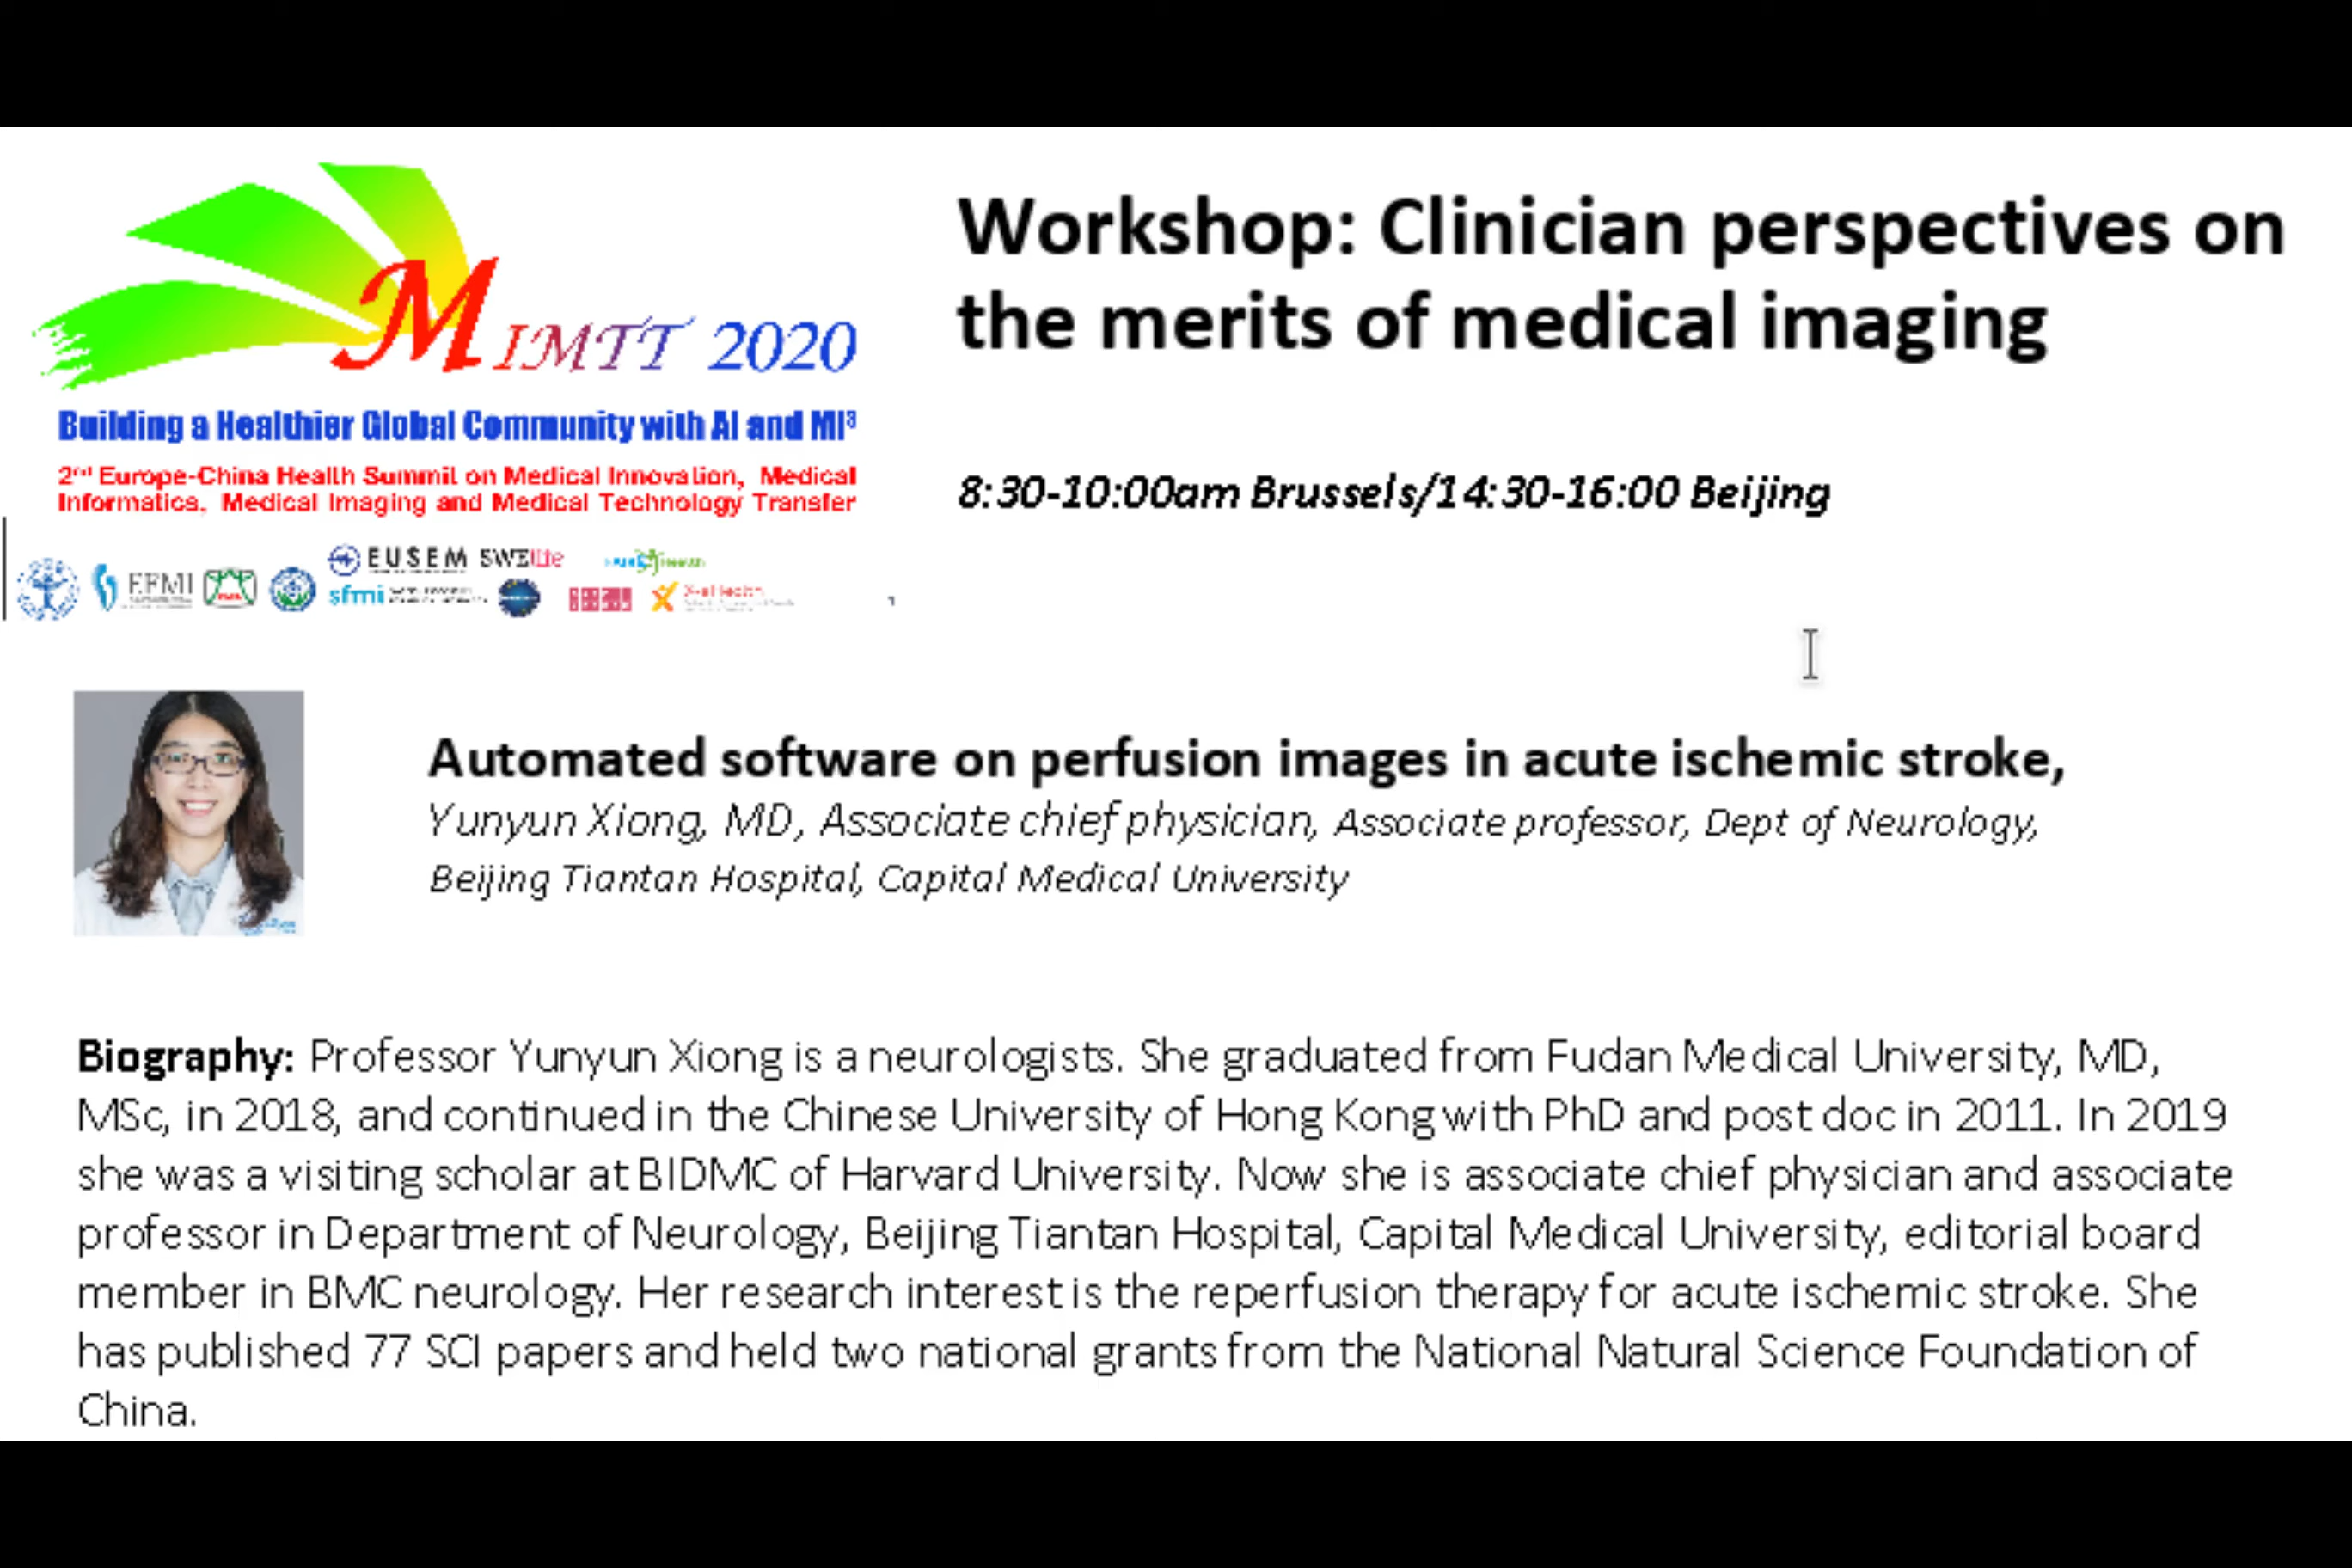 Workshop: Clinician perspectives on
the merits of medical imaging
MIMTT 2020
Building a Healthier Global Community with AI and MI³
2nd Europe-China Health Summit on Medical Innovation, Medical
Informatics, Medical Imaging and Medical Technology Transfer
8:30-10:00am Brussels/14:30-16:00 Beijing
EUSEM SWElife
EFMI
sfmi
Automated software on perfusion images in acute ischemic stroke,
Yunyun Xiong, MD, Associate chief physician, Associate professor, Dept of Neurology,
Beijing Tiantan Hospital, Capital Medical University
Biography: Professor Yunyun Xiong is a neurologists. She graduated from Fudan Medical University, MD,
MSc, in 2018, and continued in the Chinese University of Hong Kong with PhD and post doc in 2011. In 2019
she was a visiting scholar at BIDMC of Harvard University. Now she is associate chief physician and associate
professor in Department of Neurology, Beijing Tiantan Hospital, Capital Medical University, editorial board
member in BMC neurology. Her research interest is the reperfusion therapy for acute ischemic stroke. She
has published 77 SCI papers and held two national grants from the National Natural Science Foundation of
China.